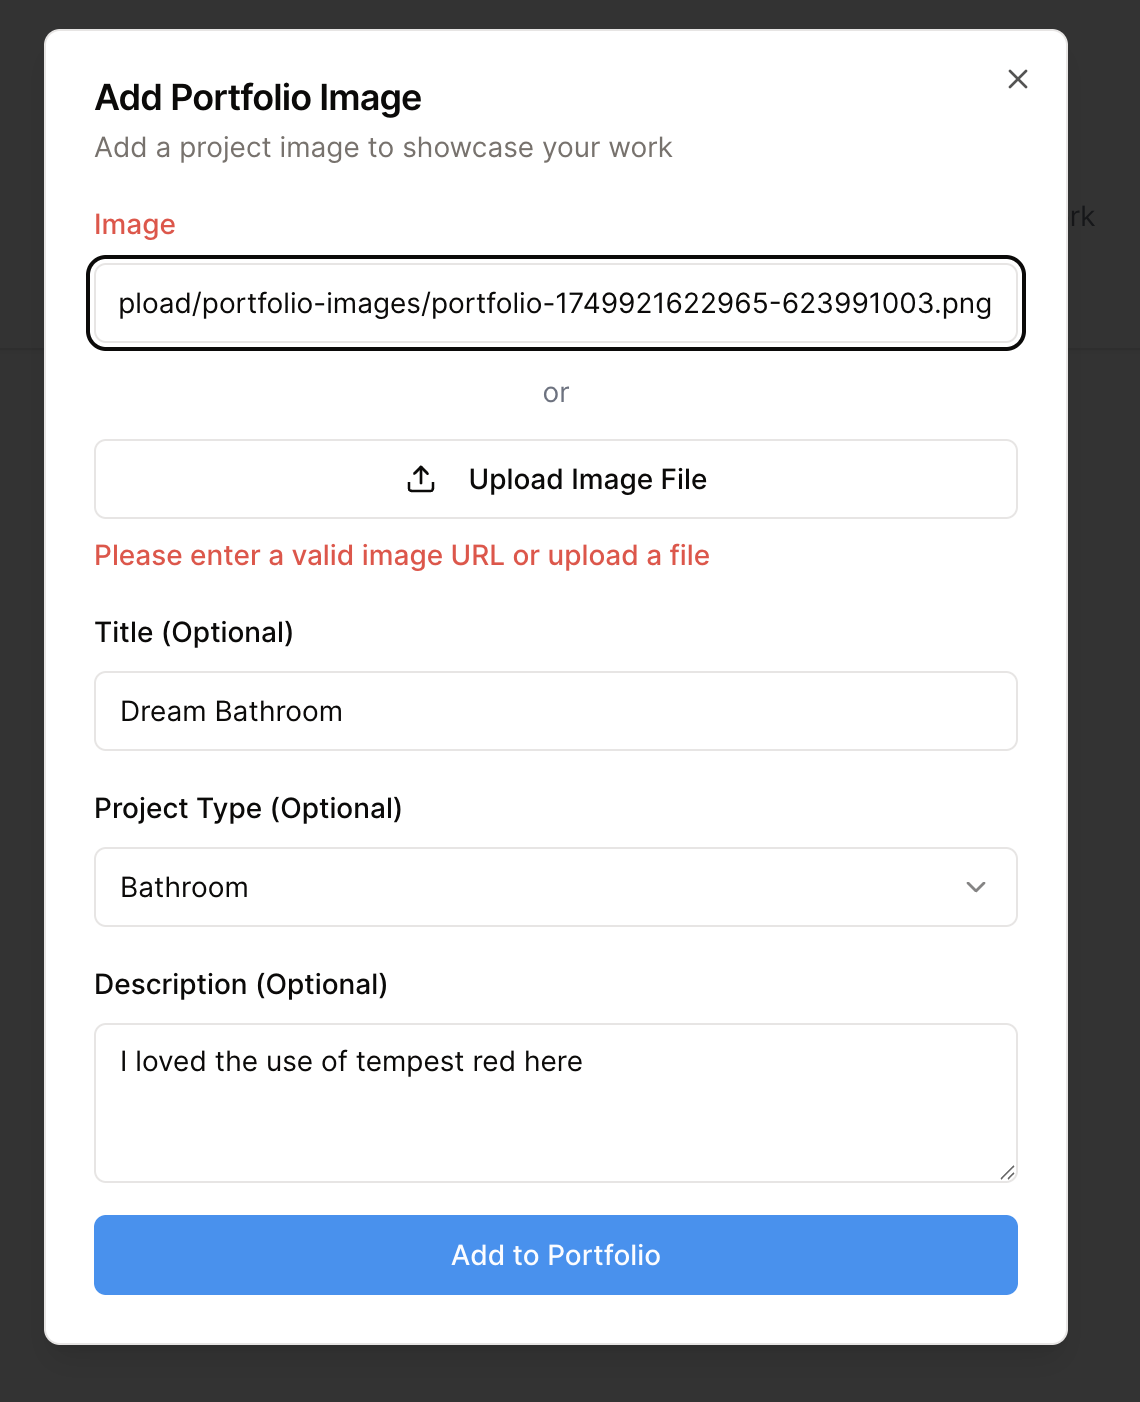 Add Portfolio Image
Add a project image to showcase your work
rk
Image
pload/portfolio-images/portfolio-1749921622965-623991003.png
or
Upload Image File
Please enter a valid image URL or upload a file
Title (Optional)
Dream Bathroom
Project Type (Optional)
Bathroom
Description (Optional)
I loved the use of tempest red here
Add to Portfolio